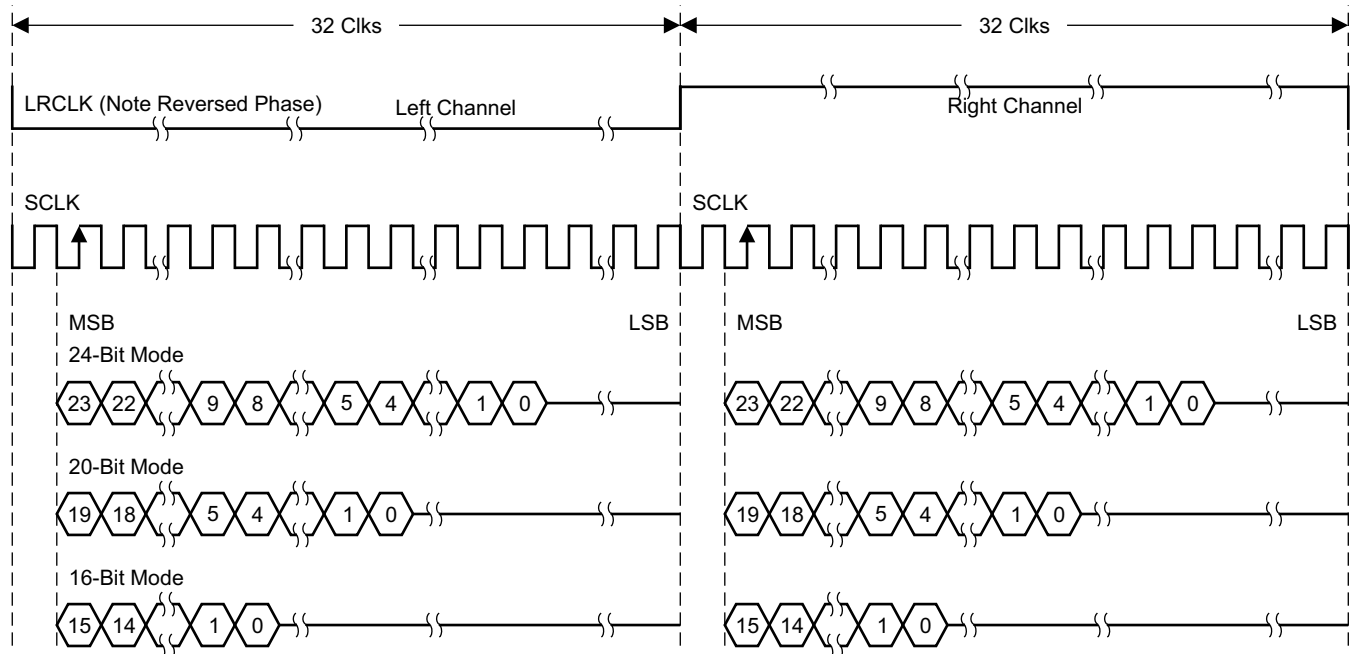 32 Clks 32 Clks
LRCLK (Note Reversed Phase) Left Channel Right Channel
SCLK SCLK
MSB LSB MSB LSB
24-Bit Mode
23 22 9 8 5 4 1 0 23 22 9 8 5 4 1 0
20-Bit Mode
19 18 5 4 1 0 19 18 5 4 1 0
16-Bit Mode
15 14 1 0 15 14 1 0